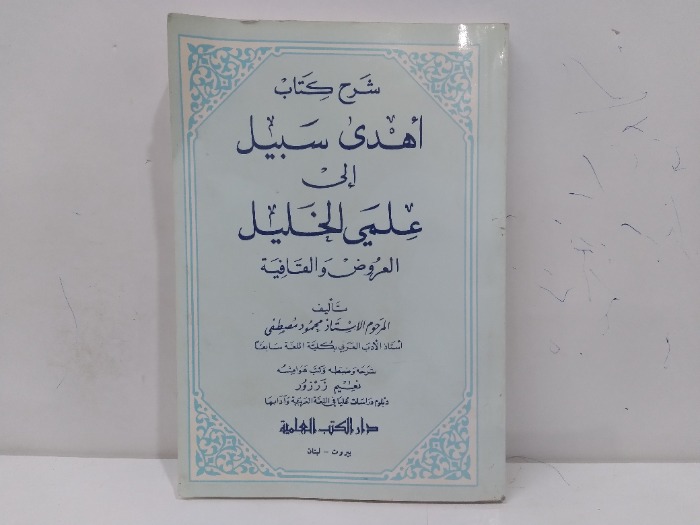 شرح كتاب
أهدى سبيل
إلى
علمي الخليل
العروض والقافية
تأليف
المرحوم الأستاذ محمود مصطفى
أستاذ الأدب العربي بكلية اللغة سابقاً
شرحه وضبطه وكتب هوامشه
نعيم زرزور
دبلوم دراسات عليا في اللغة العربية وآدابها
دار الكتب العلمية
بيروت - لبنان